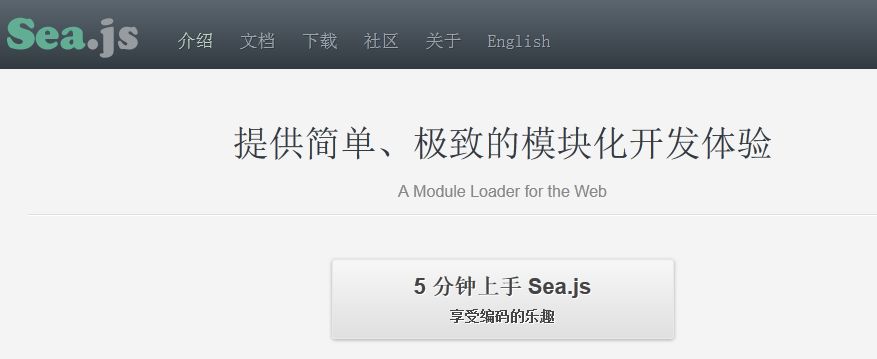 Sea.js 介绍 文档 下载 社区 关于 English
提供简单、极致的模块化开发体验
A Module Loader for the Web
5 分钟上手 Sea.js
享受编码的乐趣